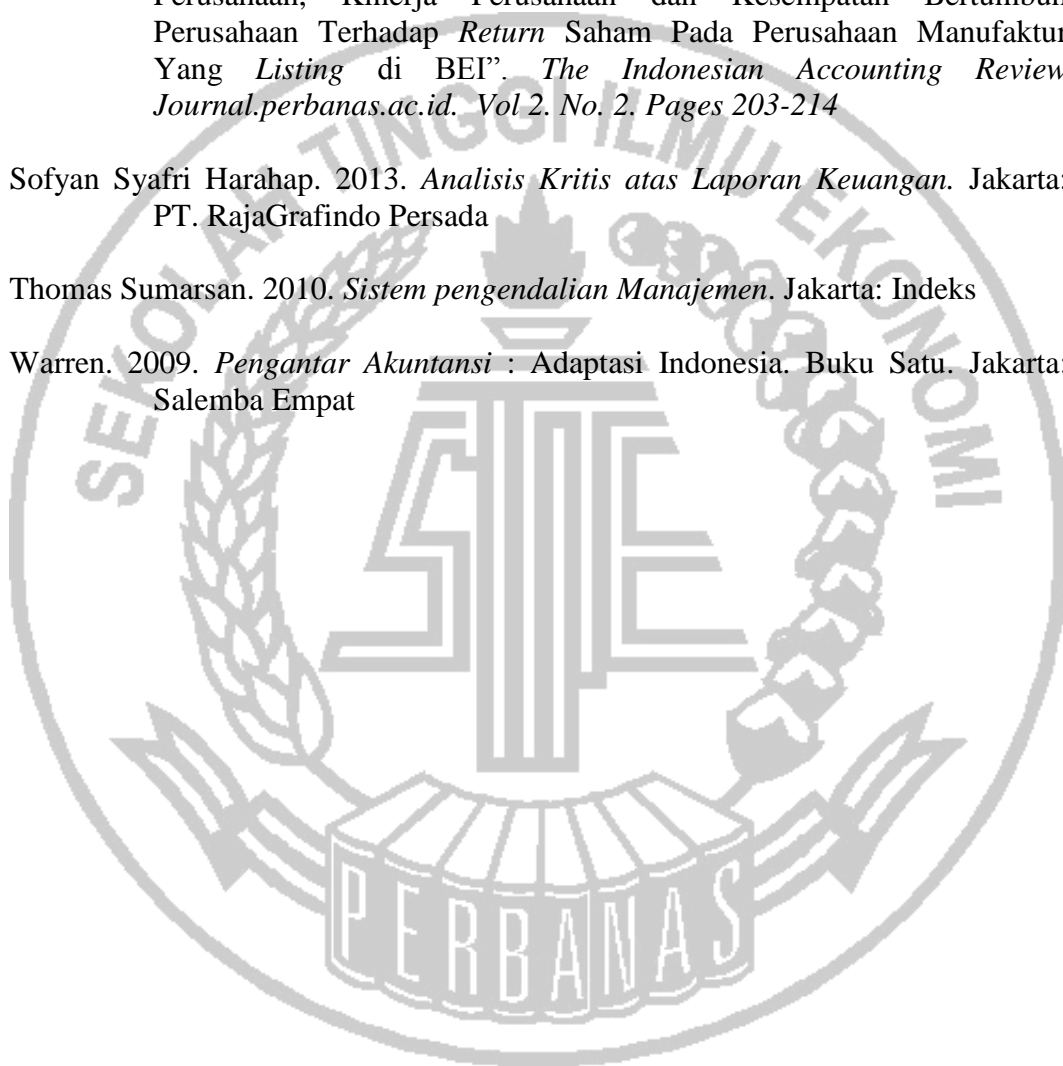 Perusahaan, Kinerja Perusahaan dan Kesempatan Bertumbuh
Perusahaan Terhadap Return Saham Pada Perusahaan Manufaktur
Yang Listing di BEI”. The Indonesian Accounting Review
Journal.perbanas.ac.id. Vol 2. No. 2. Pages 203-214
Sofyan Syafri Harahap. 2013. Analisis Kritis atas Laporan Keuangan. Jakarta:
PT. RajaGrafindo Persada
Thomas Sumarsan. 2010. Sistem pengendalian Manajemen. Jakarta: Indeks
Warren. 2009. Pengantar Akuntansi : Adaptasi Indonesia. Buku Satu. Jakarta:
Salemba Empat
SEKOLAH TINGGI ILMU EKONOMI
PERBANAS